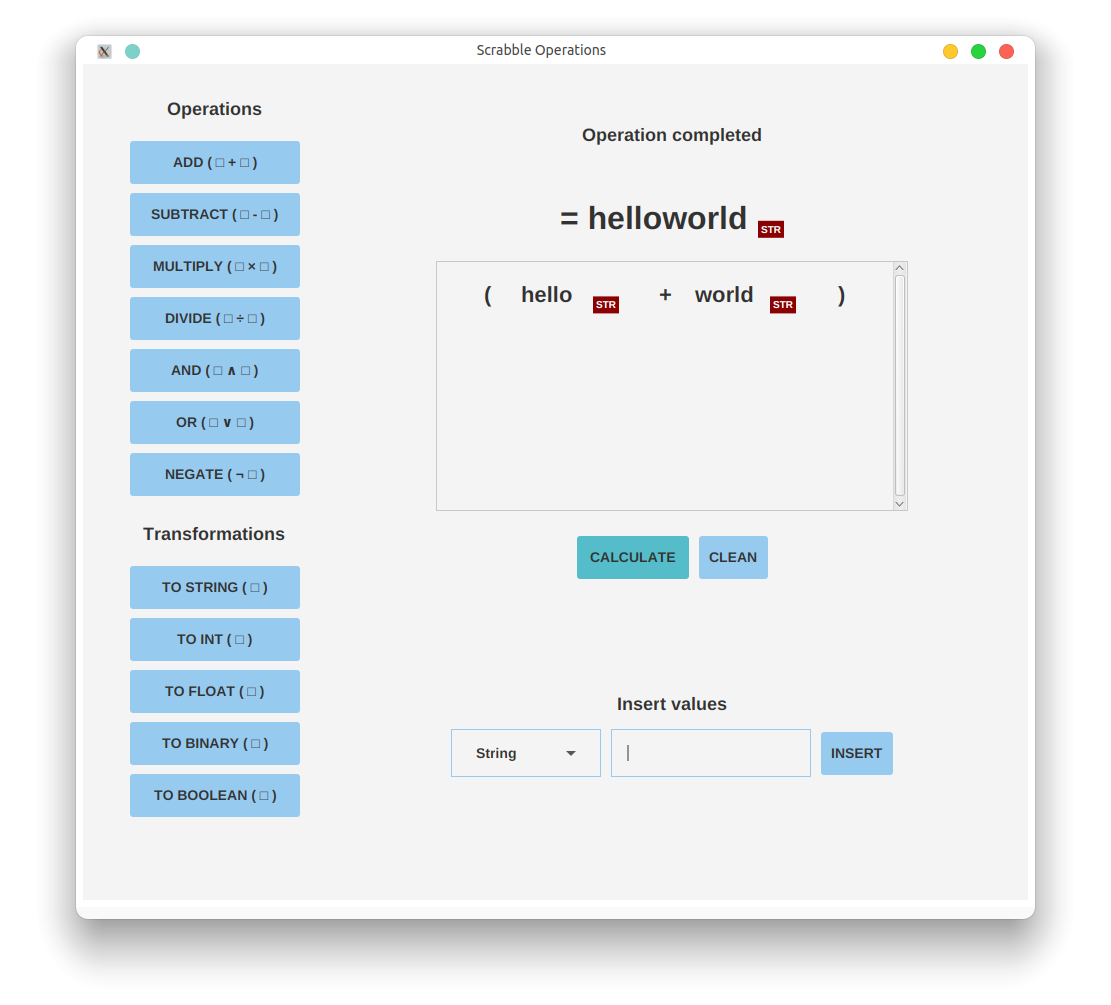 Scrabble Operations
Operations
ADD ( □ + □ )
SUBTRACT ( □ - □ )
MULTIPLY ( □ × □ )
DIVIDE ( □ ÷ □ )
AND ( □ ∧ □ )
OR ( □ ∨ □ )
NEGATE ( ¬ □ )
Transformations
TO STRING ( □ )
TO INT ( □ )
TO FLOAT ( □ )
TO BINARY ( □ )
TO BOOLEAN ( □ )
Operation completed
= helloworld STR
( hello STR + world STR )
CALCULATE CLEAN
Insert values
String INSERT